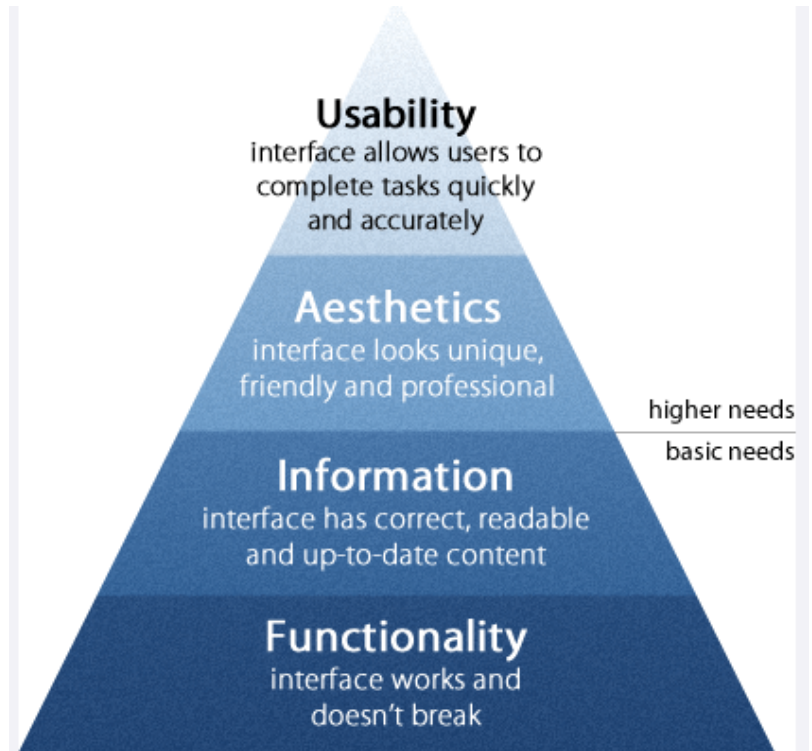 Usability
interface allows users to
complete tasks quickly
and accurately
Aesthetics
interface looks unique,
friendly and professional
higher needs
basic needs
Information
interface has correct, readable
and up-to-date content
Functionality
interface works and
doesn't break